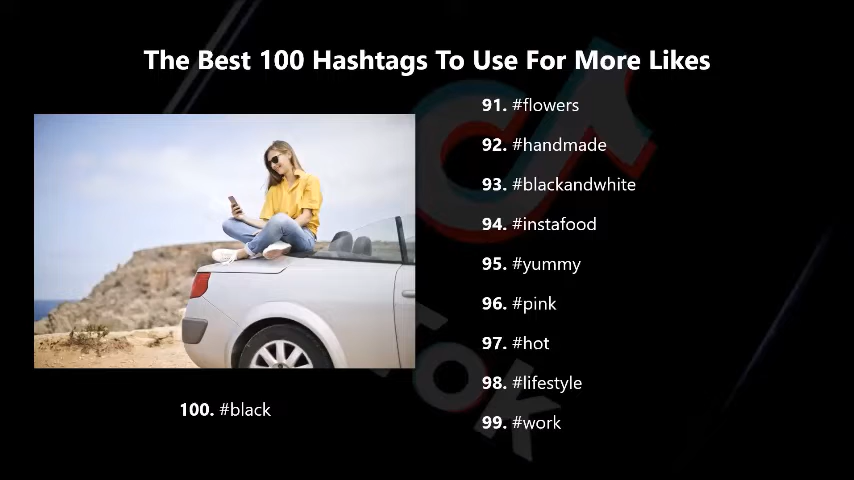 The Best 100 Hashtags To Use For More Likes
91. #flowers
92. #handmade
93. #blackandwhite
94. #instafood
95. #yummy
96. #pink
97. #hot
98. #lifestyle
99. #work
100. #black
Tok